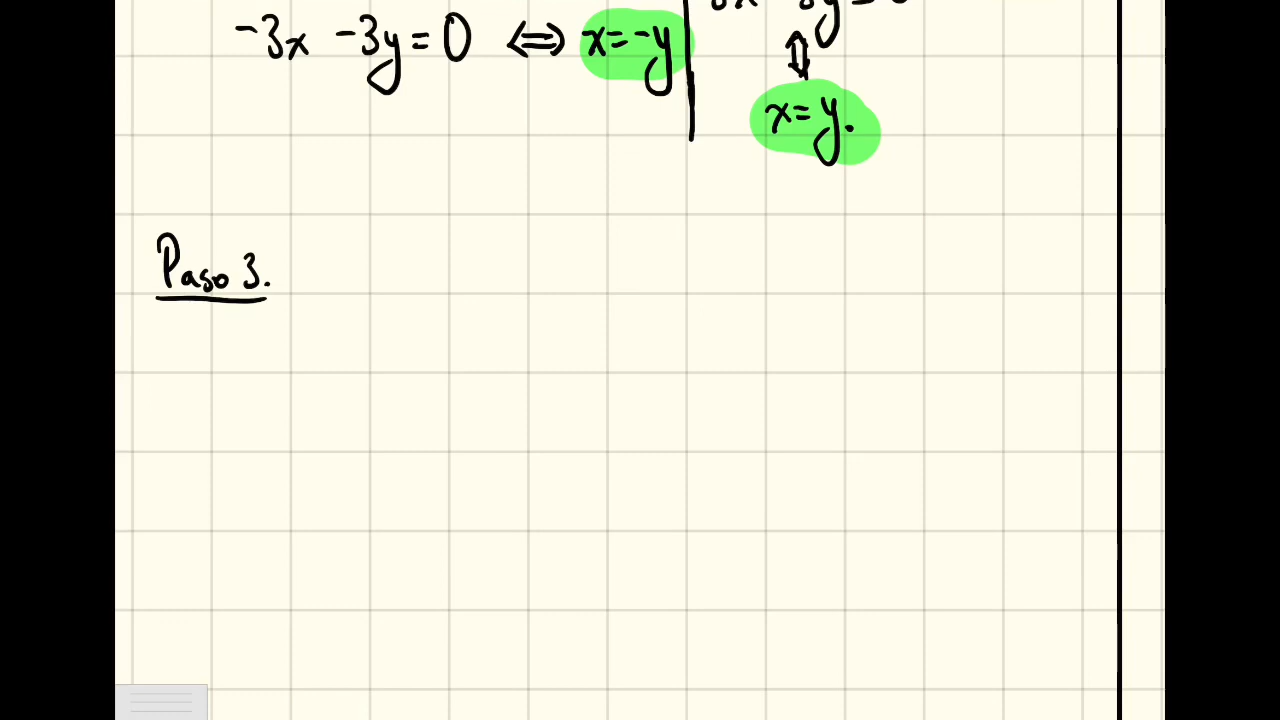 -3x -3y = 0 ⟺ x=-y
⇕
x=y.
Paso 3.